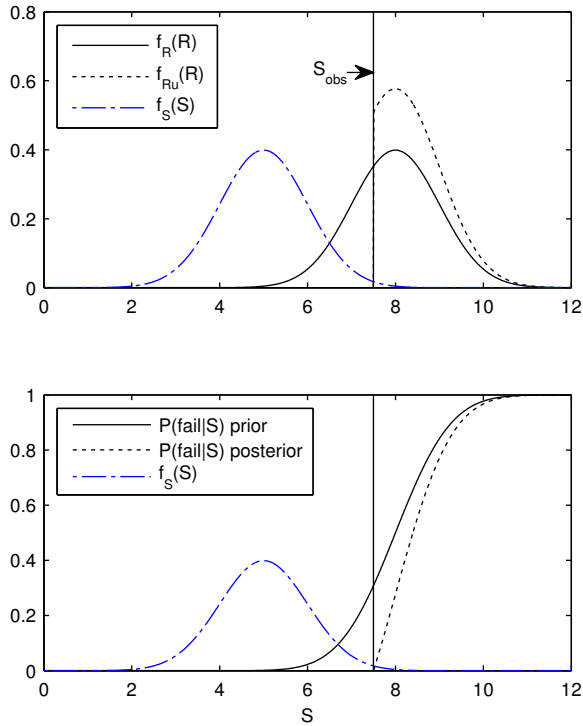 0.8
0.6
0.4
0.2
0
f_R(R)
f_Ru(R)
f_S(S)
S_obs
0 2 4 6 8 10 12
1
0.8
0.6
0.4
0.2
0
P(fail|S) prior
P(fail|S) posterior
f_S(S)
0 2 4 6 8 10 12
S